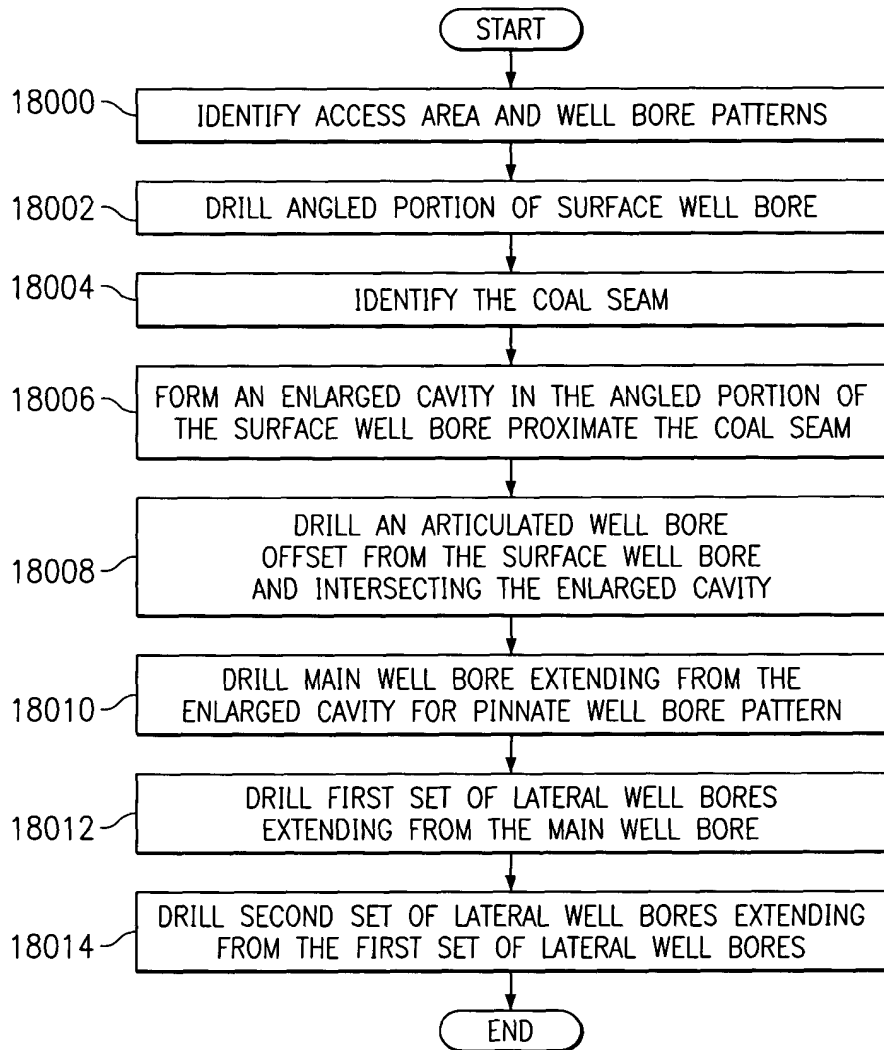 START
18000
IDENTIFY ACCESS AREA AND WELL BORE PATTERNS
18002
DRILL ANGLED PORTION OF SURFACE WELL BORE
18004
IDENTIFY THE COAL SEAM
18006
FORM AN ENLARGED CAVITY IN THE ANGLED PORTION OF
THE SURFACE WELL BORE PROXIMATE THE COAL SEAM
18008
DRILL AN ARTICULATED WELL BORE
OFFSET FROM THE SURFACE WELL BORE
AND INTERSECTING THE ENLARGED CAVITY
18010
DRILL MAIN WELL BORE EXTENDING FROM THE
ENLARGED CAVITY FOR PINNATE WELL BORE PATTERN
18012
DRILL FIRST SET OF LATERAL WELL BORES
EXTENDING FROM THE MAIN WELL BORE
18014
DRILL SECOND SET OF LATERAL WELL BORES EXTENDING
FROM THE FIRST SET OF LATERAL WELL BORES
END